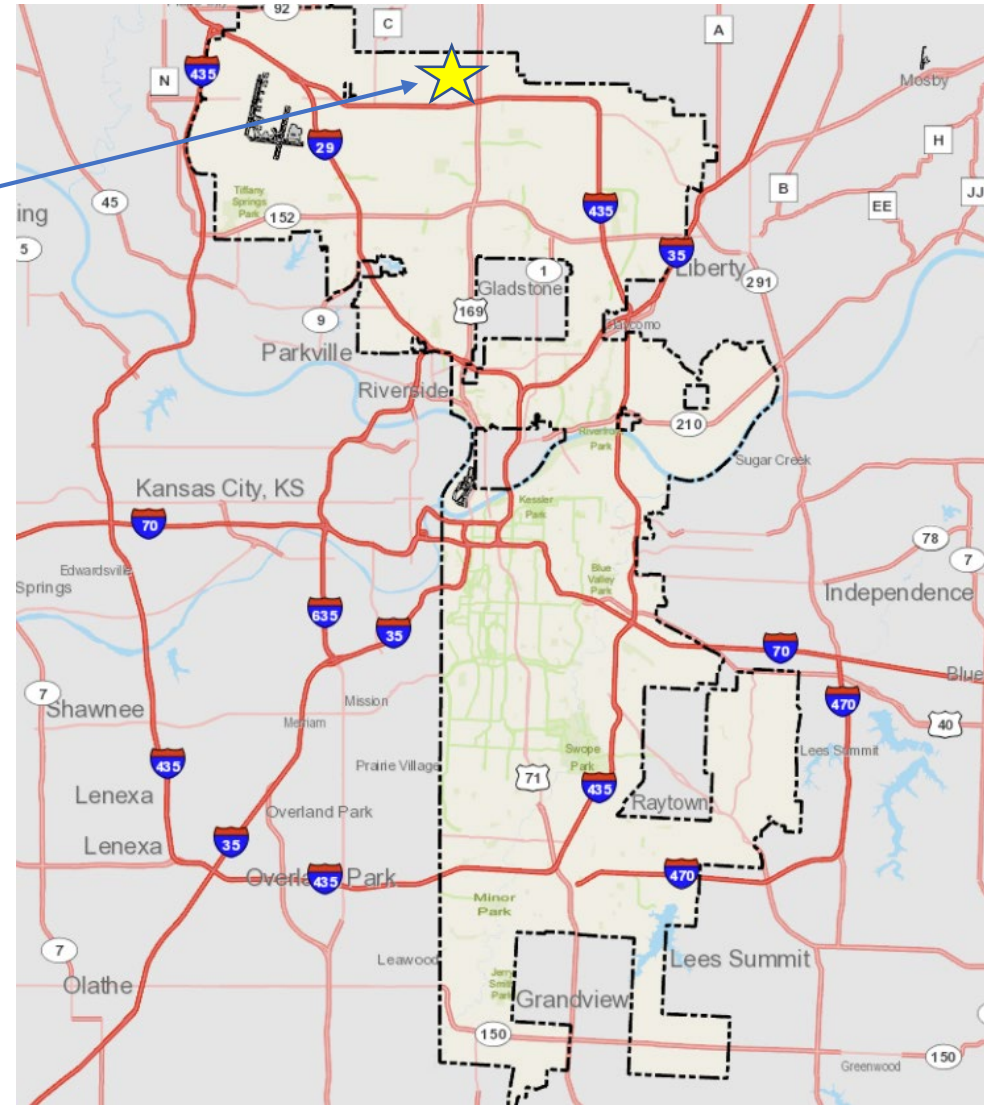 92
C
A
N
435
Mosby
29
H
45
B
JJ
ing
Tiffany
Springs
Park
152
435
EE
5
35
Liberty
1
291
Gladstone
169
9
Claycomo
Parkville
Riverside
210
Riverfront
Park
Sugar Creek
Kansas City, KS
Kessler
Park
70
78
7
Edwardsville
Springs
Blue
Valley
Park
Independence
635
35
70
Blue
7
Mission
470
Shawnee
Merriam
40
Swope
Park
Lees Summit
435
Prairie Village
71
435
Lenexa
Raytown
Overland Park
35
Lenexa
Overland Park
435
470
Minor
Park
7
Leawood
Lees Summit
Olathe
Jerry
Smith
Park
Grandview
150
150
Greenwood